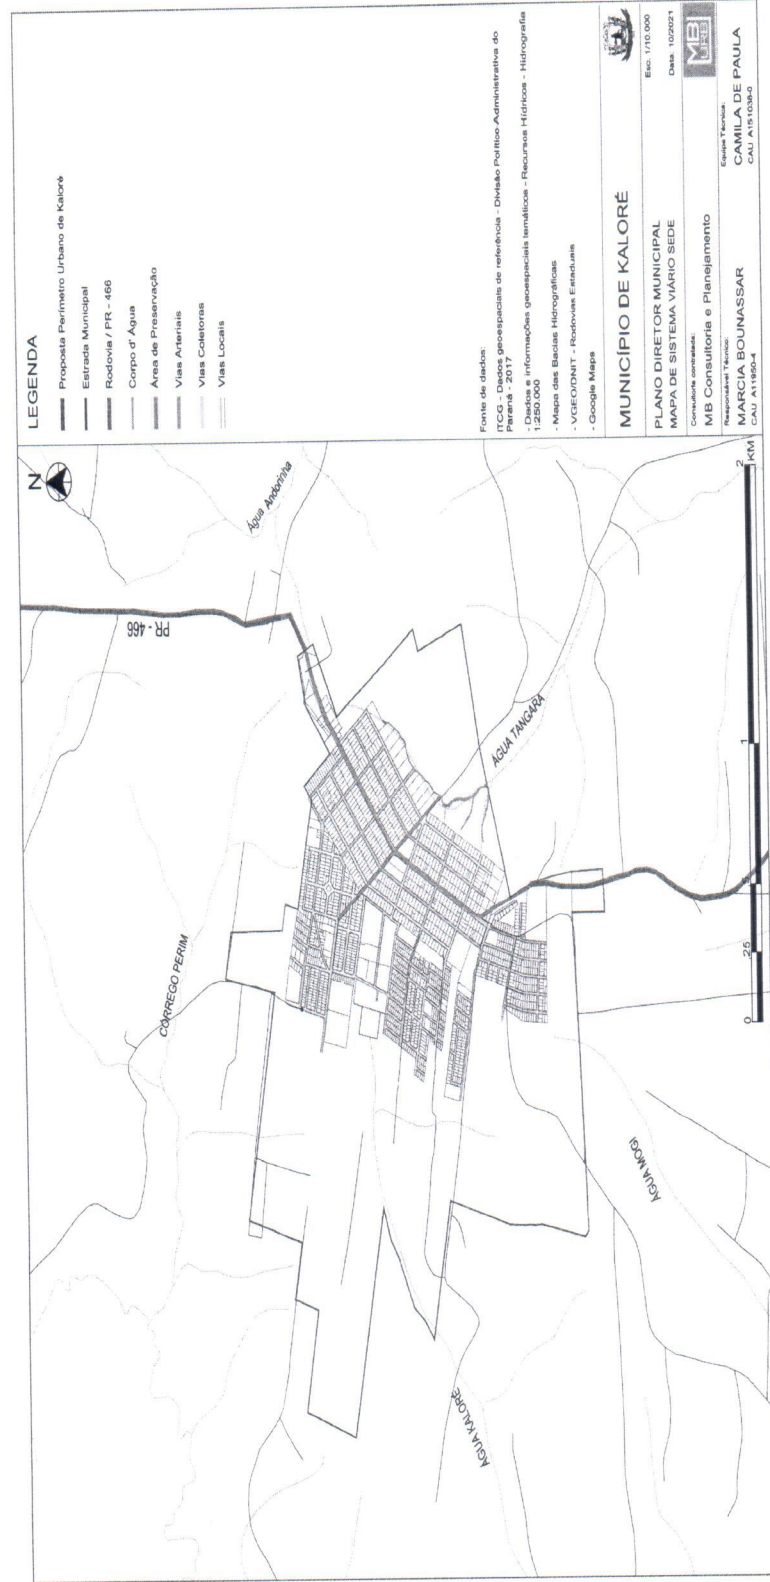 LEGENDA
Proposta Perímetro Urbano de Kaloré
Estrada Municipal
Rodovia / PR - 466
Corpo d' Água
Área de Preservação
Vias Arteriais
Vias Coletoras
Vias Locais
Fonte de dados:
ITCG - Dados geoespaciais de referência - Divisão Político-Administrativa do
Paraná - 2017
- Dados e informações geoespaciais temáticos - Recursos Hídricos - Hidrografia
1:250.000
- Mapa das Bacias Hidrográficas
- VGEO/DNIT - Rodovias Estaduais
- Google Maps
MUNICÍPIO DE KALORÉ
PLANO DIRETOR MUNICIPAL
MAPA DE SISTEMA VIÁRIO SEDE
Esc. 1/10.000
Data. 10/2021
Consultoria contratada:
MB Consultoria e Planejamento
MB
URB
Responsável Técnico:
MARCIA BOUNASSAR
CAU A11950-4
Equipe Técnica:
CAMILA DE PAULA
CAU A151038-0
N
PR - 466
Água Andorinha
CÓRREGO PERIM
ÁGUA TANGARA
ÁGUA MOGI
ÁGUA KALORÉ
0 .25 .5 1 2
KM